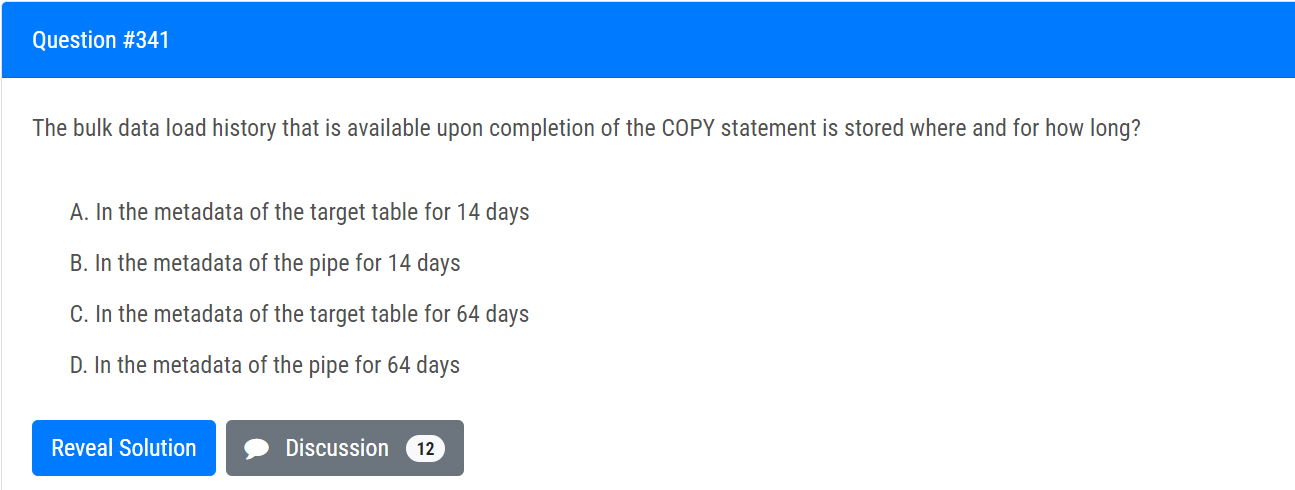 Question #341
The bulk data load history that is available upon completion of the COPY statement is stored where and for how long?
A. In the metadata of the target table for 14 days
B. In the metadata of the pipe for 14 days
C. In the metadata of the target table for 64 days
D. In the metadata of the pipe for 64 days
Reveal Solution Discussion 12